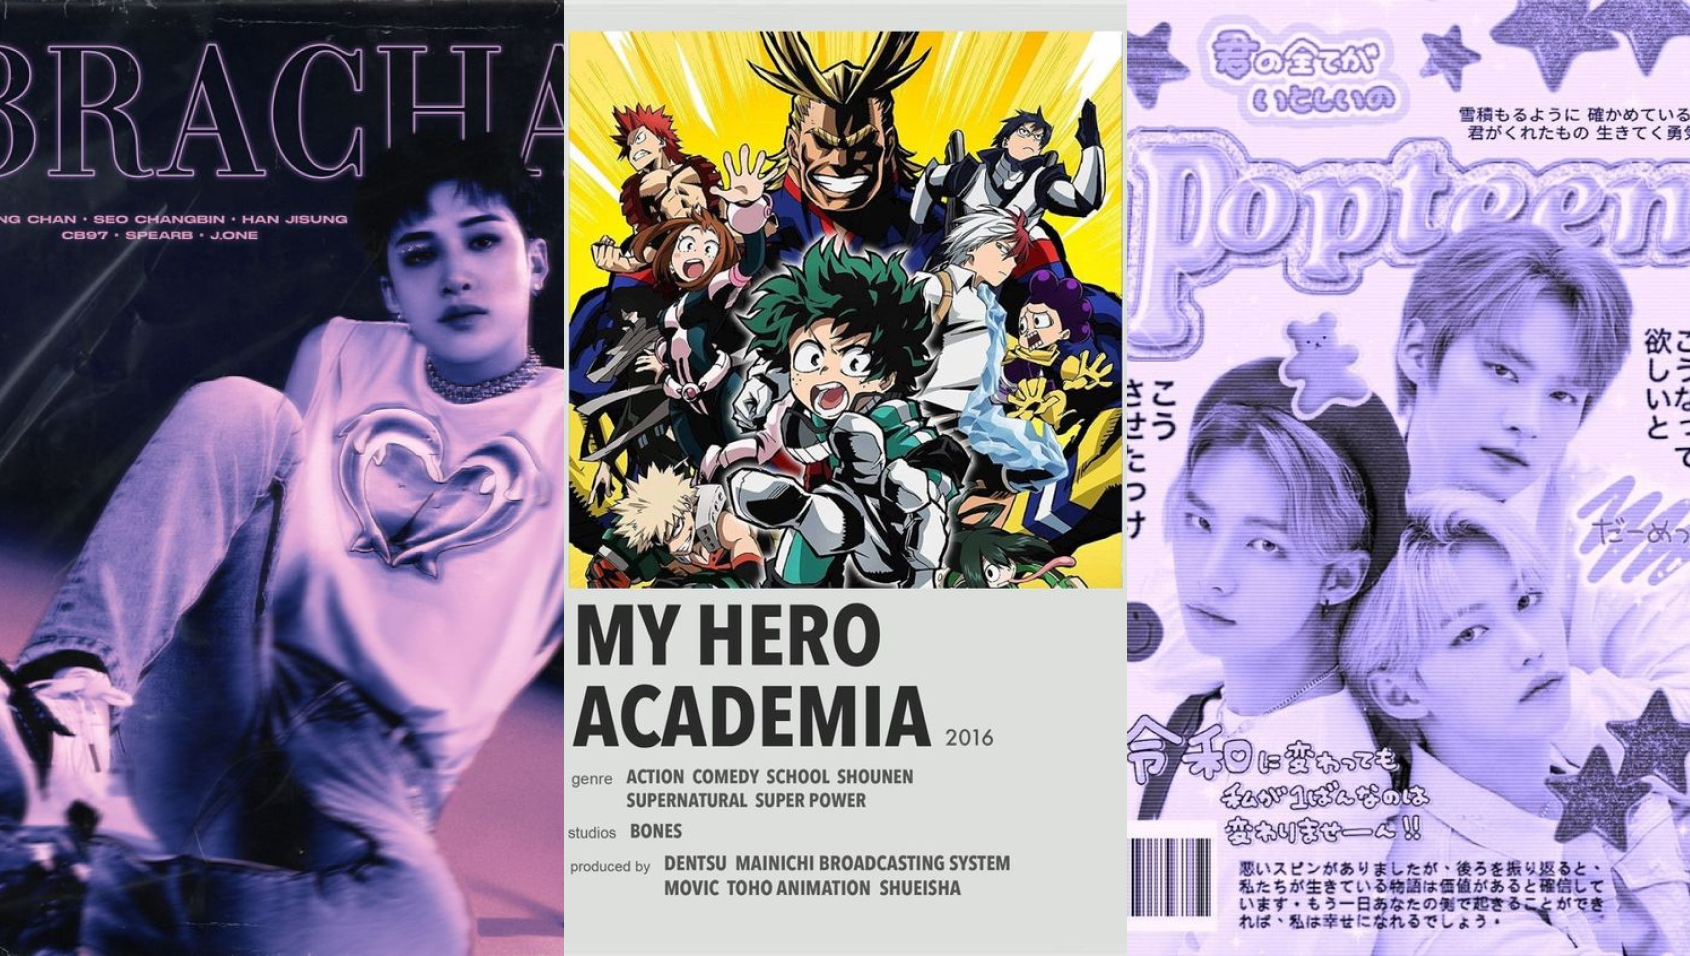 3RACHA
NG CHAN · SEO CHANGBIN · HAN JISUNG
CB97 · SPEARB · J.ONE
MY HERO
ACADEMIA 2016
genre ACTION COMEDY SCHOOL SHOUNEN
SUPERNATURAL SUPER POWER
studios BONES
produced by DENTSU MAINICHI BROADCASTING SYSTEM
MOVIC TOHO ANIMATION SHUEISHA
君の全てが
いとしいの
雪積もるように 確かめている
君がくれたもの 生きてく勇気
popteen
こうなって
欲しいと
こう
させたっけ
だーめっ
令和に変わっても
私が1ばんなのは
変わりませーん!!
悪いスピンがありましたが、後ろを振り返ると、
私たちが生きている物語は価値があると確信して
います。もう一日あなたの側で起きることができ
れば、私は幸せになれるでしょう。